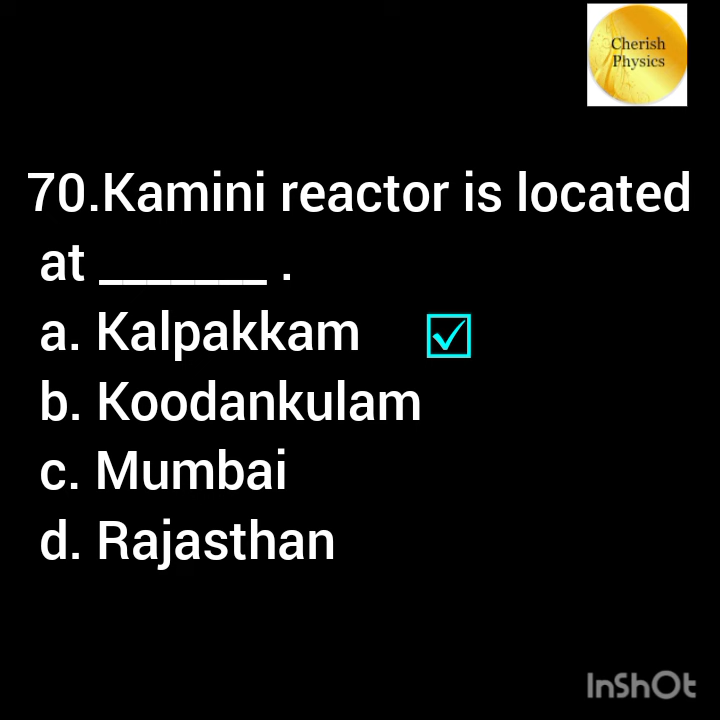 Cherish
Physics
70.Kamini reactor is located
at _______ .
a. Kalpakkam ☑
b. Koodankulam
c. Mumbai
d. Rajasthan
InShOt